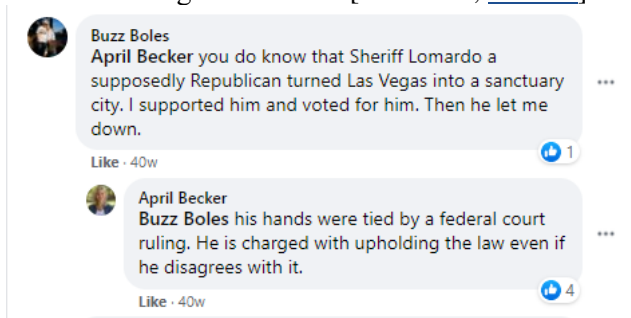 Buzz Boles
April Becker you do know that Sheriff Lomardo a
supposedly Republican turned Las Vegas into a sanctuary
city. I supported him and voted for him. Then he let me
down.
1
Like · 40w
April Becker
Buzz Boles his hands were tied by a federal court
ruling. He is charged with upholding the law even if
he disagrees with it.
4
Like · 40w